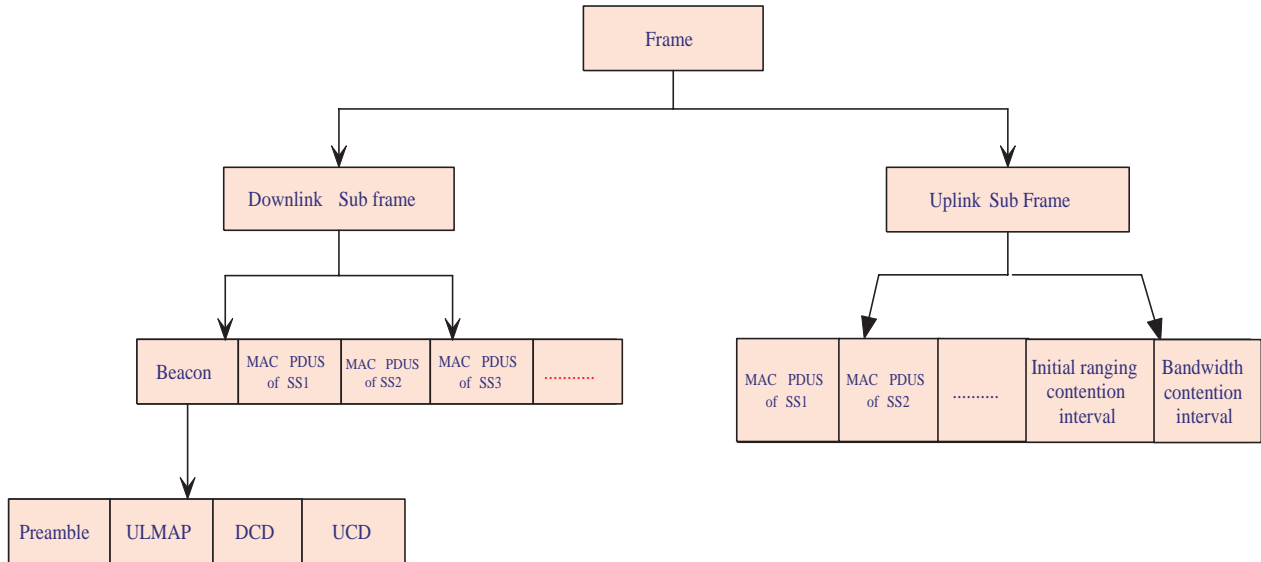 Frame
Downlink Sub frame
Uplink Sub Frame
Beacon
MAC PDUS
of SS1
MAC PDUS
of SS2
MAC PDUS
of SS3
...........
MAC PDUS
of SS1
MAC PDUS
of SS2
..........
Initial ranging
contention
interval
Bandwidth
contention
interval
Preamble
ULMAP
DCD
UCD